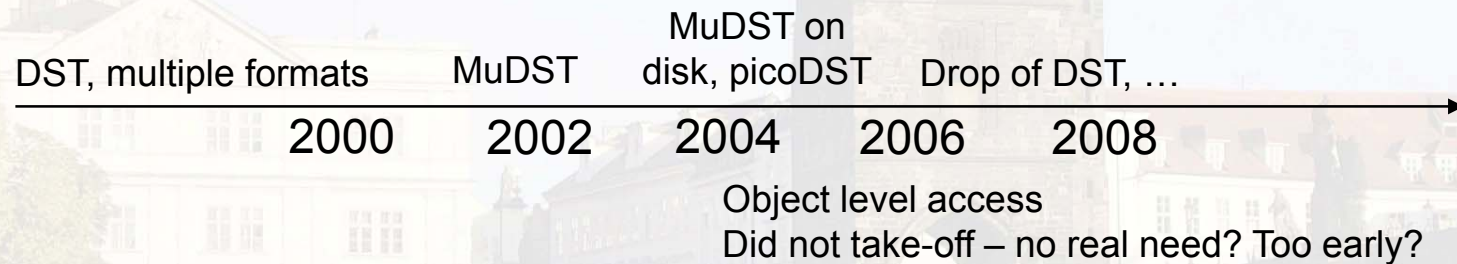 MuDST on
DST, multiple formats MuDST disk, picoDST Drop of DST, …
2000 2002 2004 2006 2008
Object level access
Did not take-off – no real need? Too early?